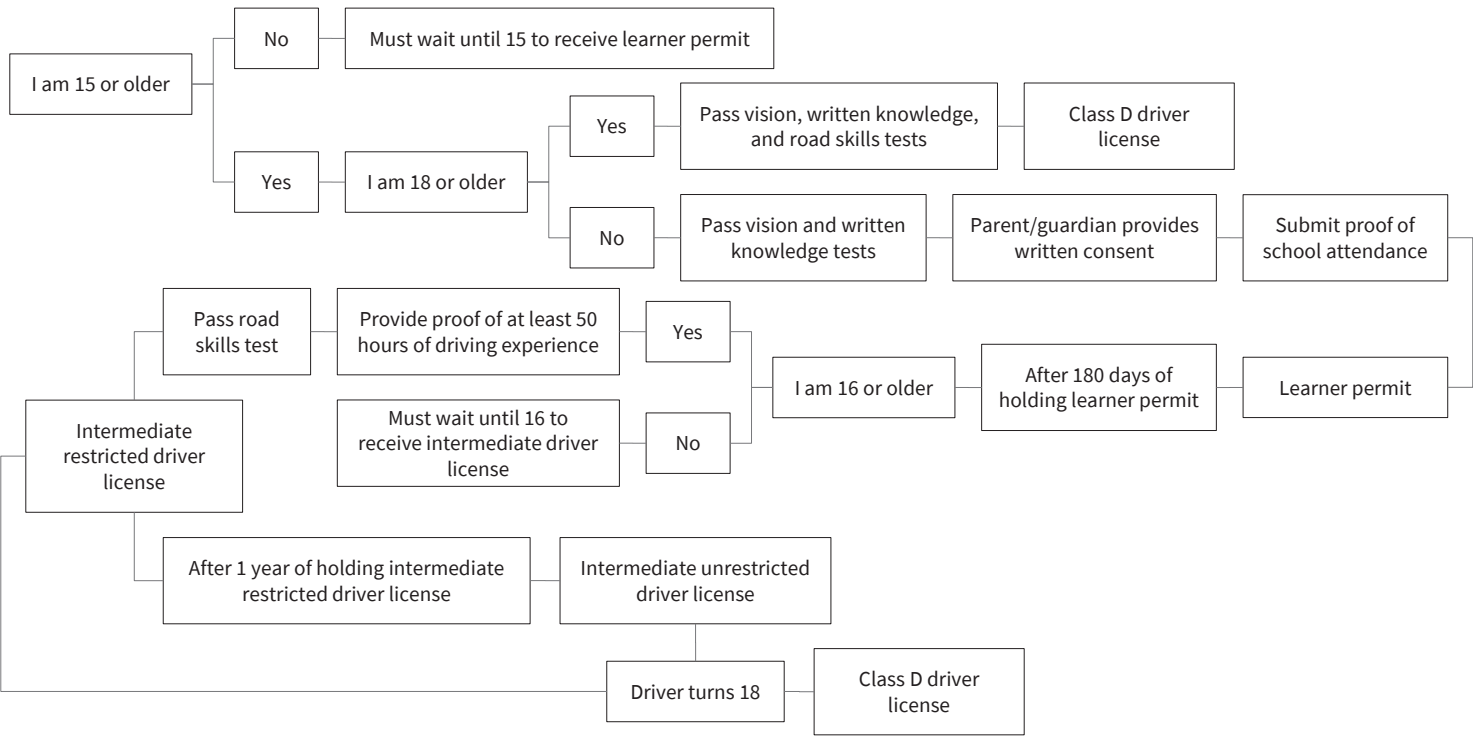 I am 15 or older
No
Must wait until 15 to receive learner permit
Yes
I am 18 or older
Yes
Pass vision, written knowledge,
and road skills tests
Class D driver
license
No
Pass vision and written
knowledge tests
Parent/guardian provides
written consent
Submit proof of
school attendance
Learner permit
After 180 days of
holding learner permit
I am 16 or older
Yes
Provide proof of at least 50
hours of driving experience
Pass road
skills test
No
Must wait until 16 to
receive intermediate driver
license
Intermediate
restricted driver
license
After 1 year of holding intermediate
restricted driver license
Intermediate unrestricted
driver license
Driver turns 18
Class D driver
license